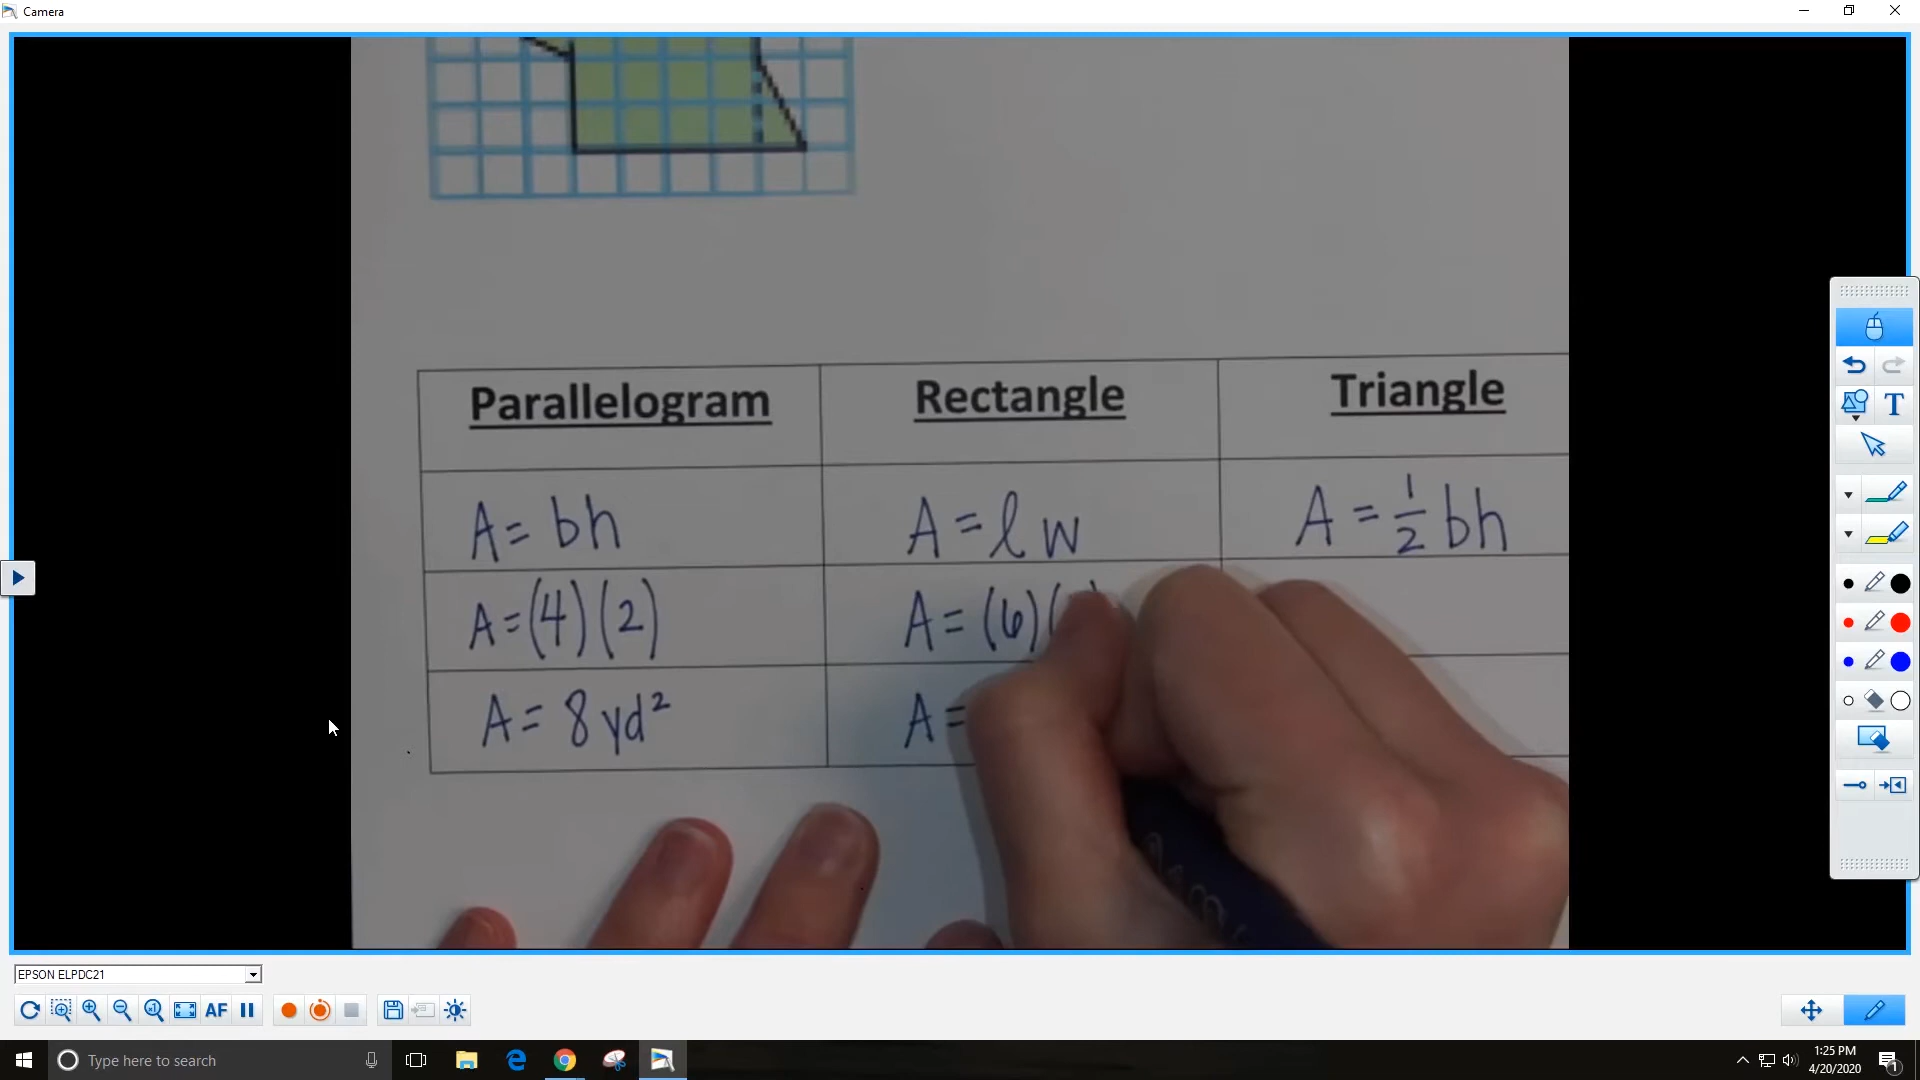 Camera
Parallelogram Rectangle Triangle
A = bh A = l w A = 1/2 bh
A = (4)(2) A = (6)(
A = 8 yd² A =
T
EPSON ELPDC21
AF
Type here to search
1:25 PM
4/20/2020
1